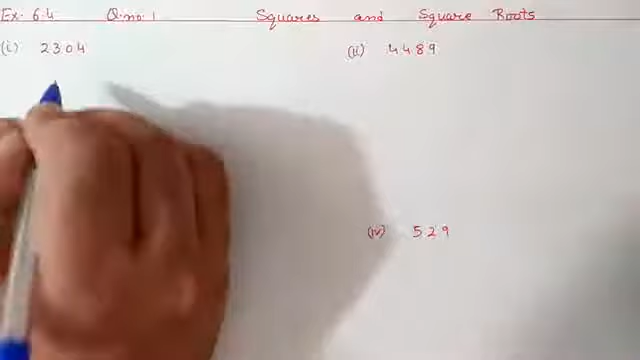 Ex. 6.4 Q.no. 1 Squares and Square Roots
(i) 2304 (ii) 4489
(iv) 529